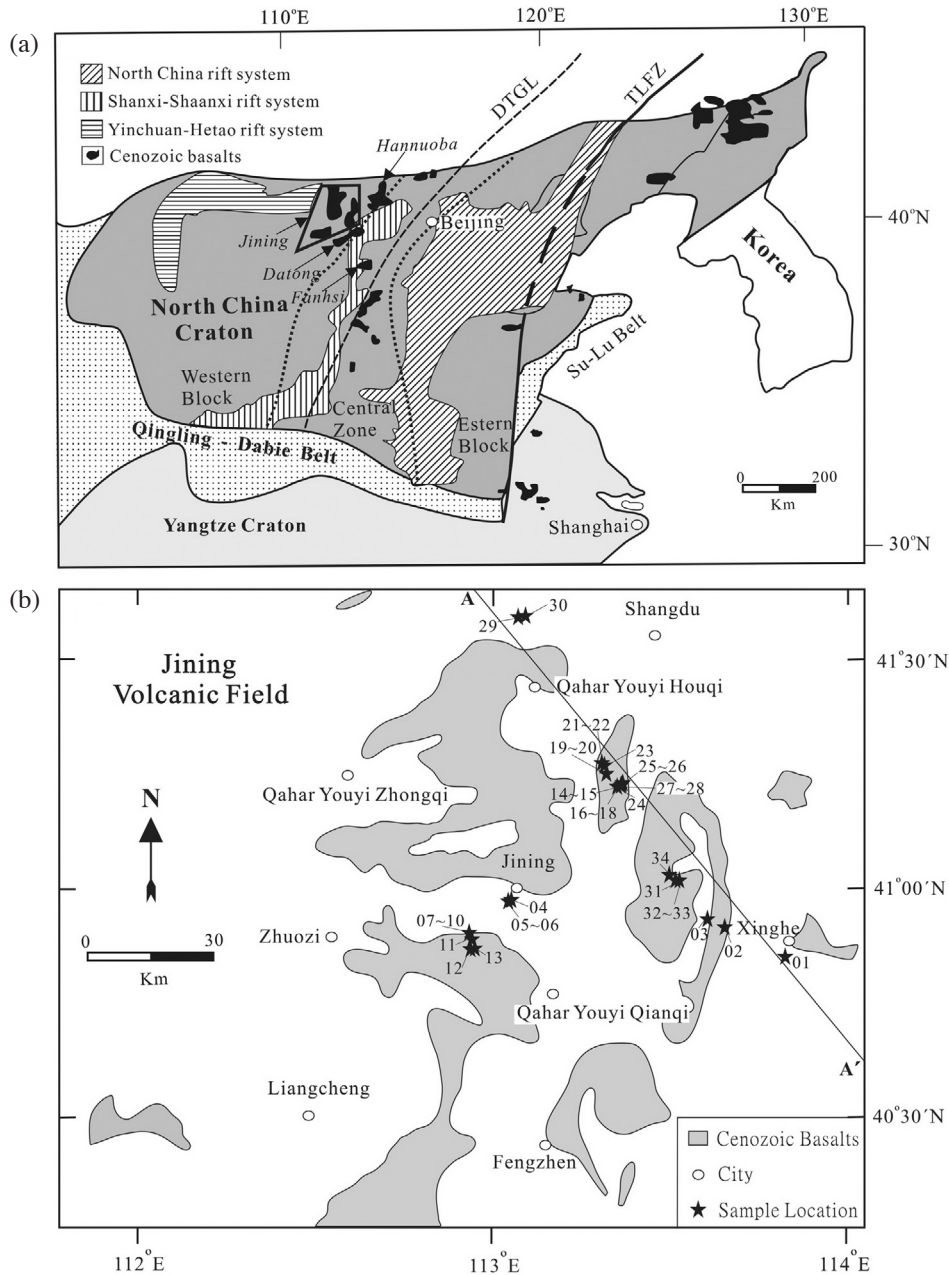 (a)
110°E
120°E
130°E
North China rift system
Shanxi-Shaanxi rift system
Yinchuan-Hetao rift system
Cenozoic basalts
DTGL
TLFZ
Hannuoba
40°N
Jining
Beijing
Datong
Fanhsi
Korea
North China
Craton
Su-Lu Belt
Western
Block
Central
Zone
Estern
Block
Qingling - Dabie Belt
0 200
Km
Yangtze Craton
Shanghai
30°N
(b)
A
29
30
Shangdu
41°30′N
Jining
Volcanic Field
Qahar Youyi Houqi
21~22
19~20
23
25~26
Qahar Youyi Zhongqi
14~15
27~28
16~18
24
N
Jining
34
41°00′N
04
31
05~06
32~33
07~10
03
Xinghe
0 30
Km
Zhuozi
11
02
12
13
01
Qahar Youyi Qianqi
A′
Liangcheng
40°30′N
Fengzhen
Cenozoic Basalts
City
Sample Location
112°E
113°E
114°E